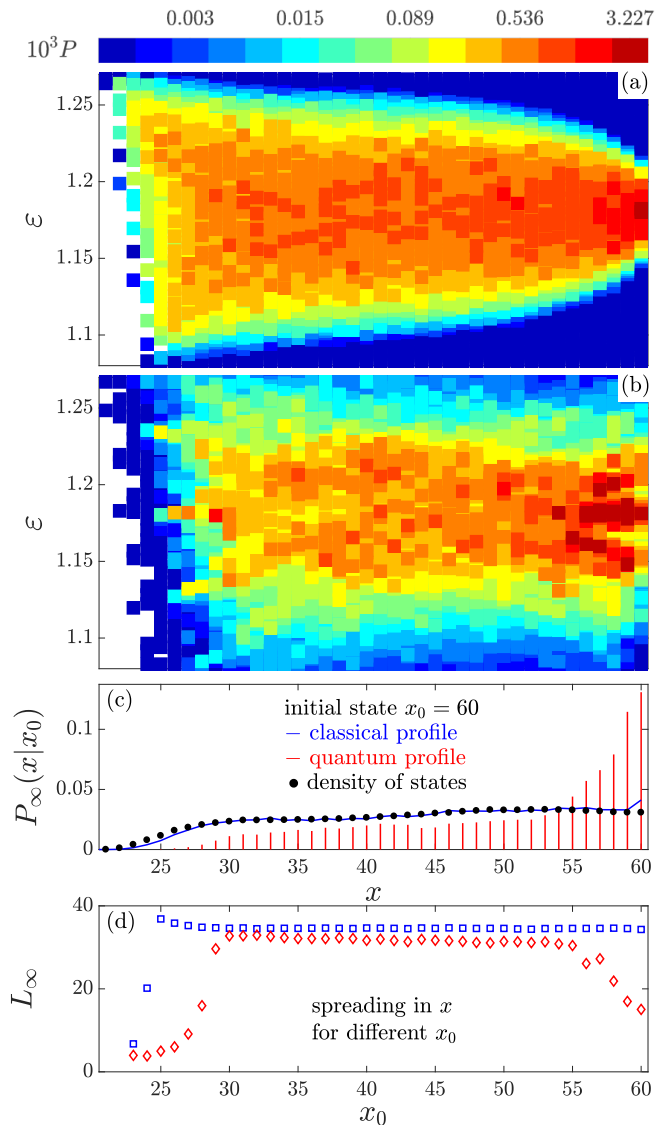 0.003 0.015 0.089 0.536 3.227
10³P
(a)
1.25
1.2
1.15
1.1
ε
(b)
1.25
1.2
1.15
1.1
ε
(c)
0.1
0.05
0
P∞(x|x₀)
initial state x₀ = 60
– classical profile
– quantum profile
● density of states
25 30 35 40 45 50 55 60
x
(d)
40
20
0
L∞
spreading in x
for different x₀
25 30 35 40 45 50 55 60
x₀